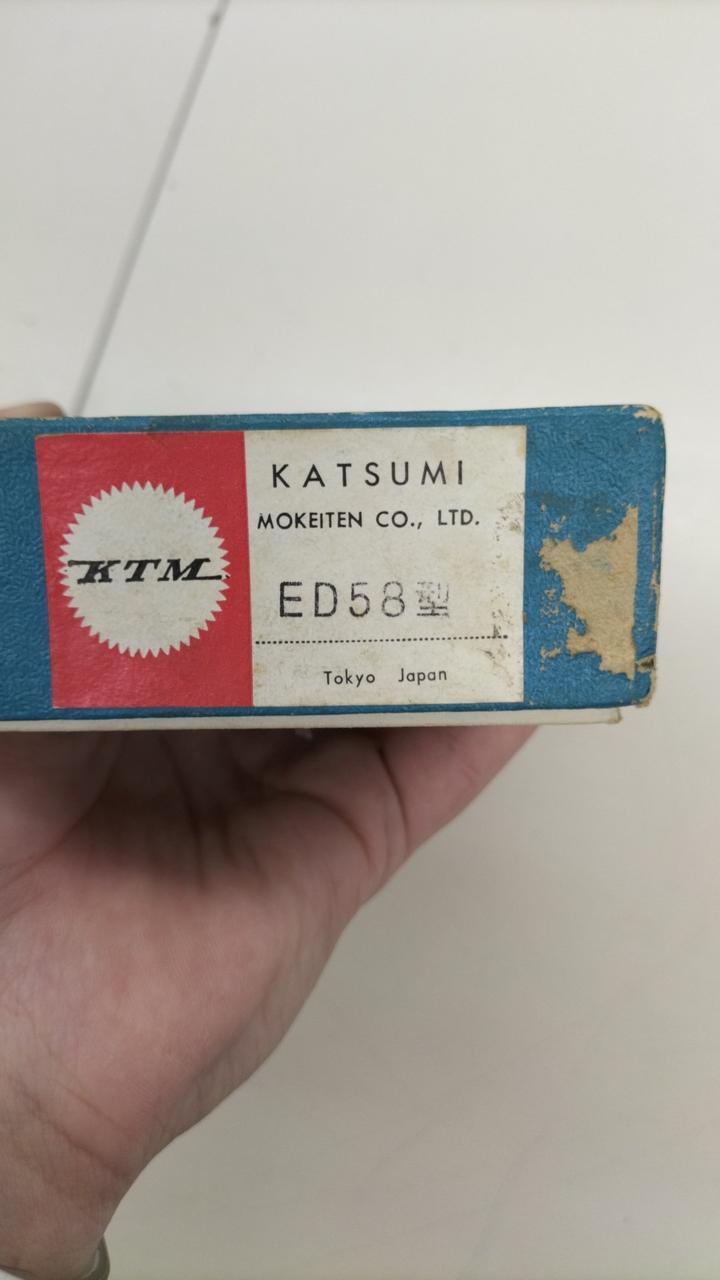 KTM
KATSUMI
MOKEITEN CO., LTD.
ED58型
Tokyo Japan